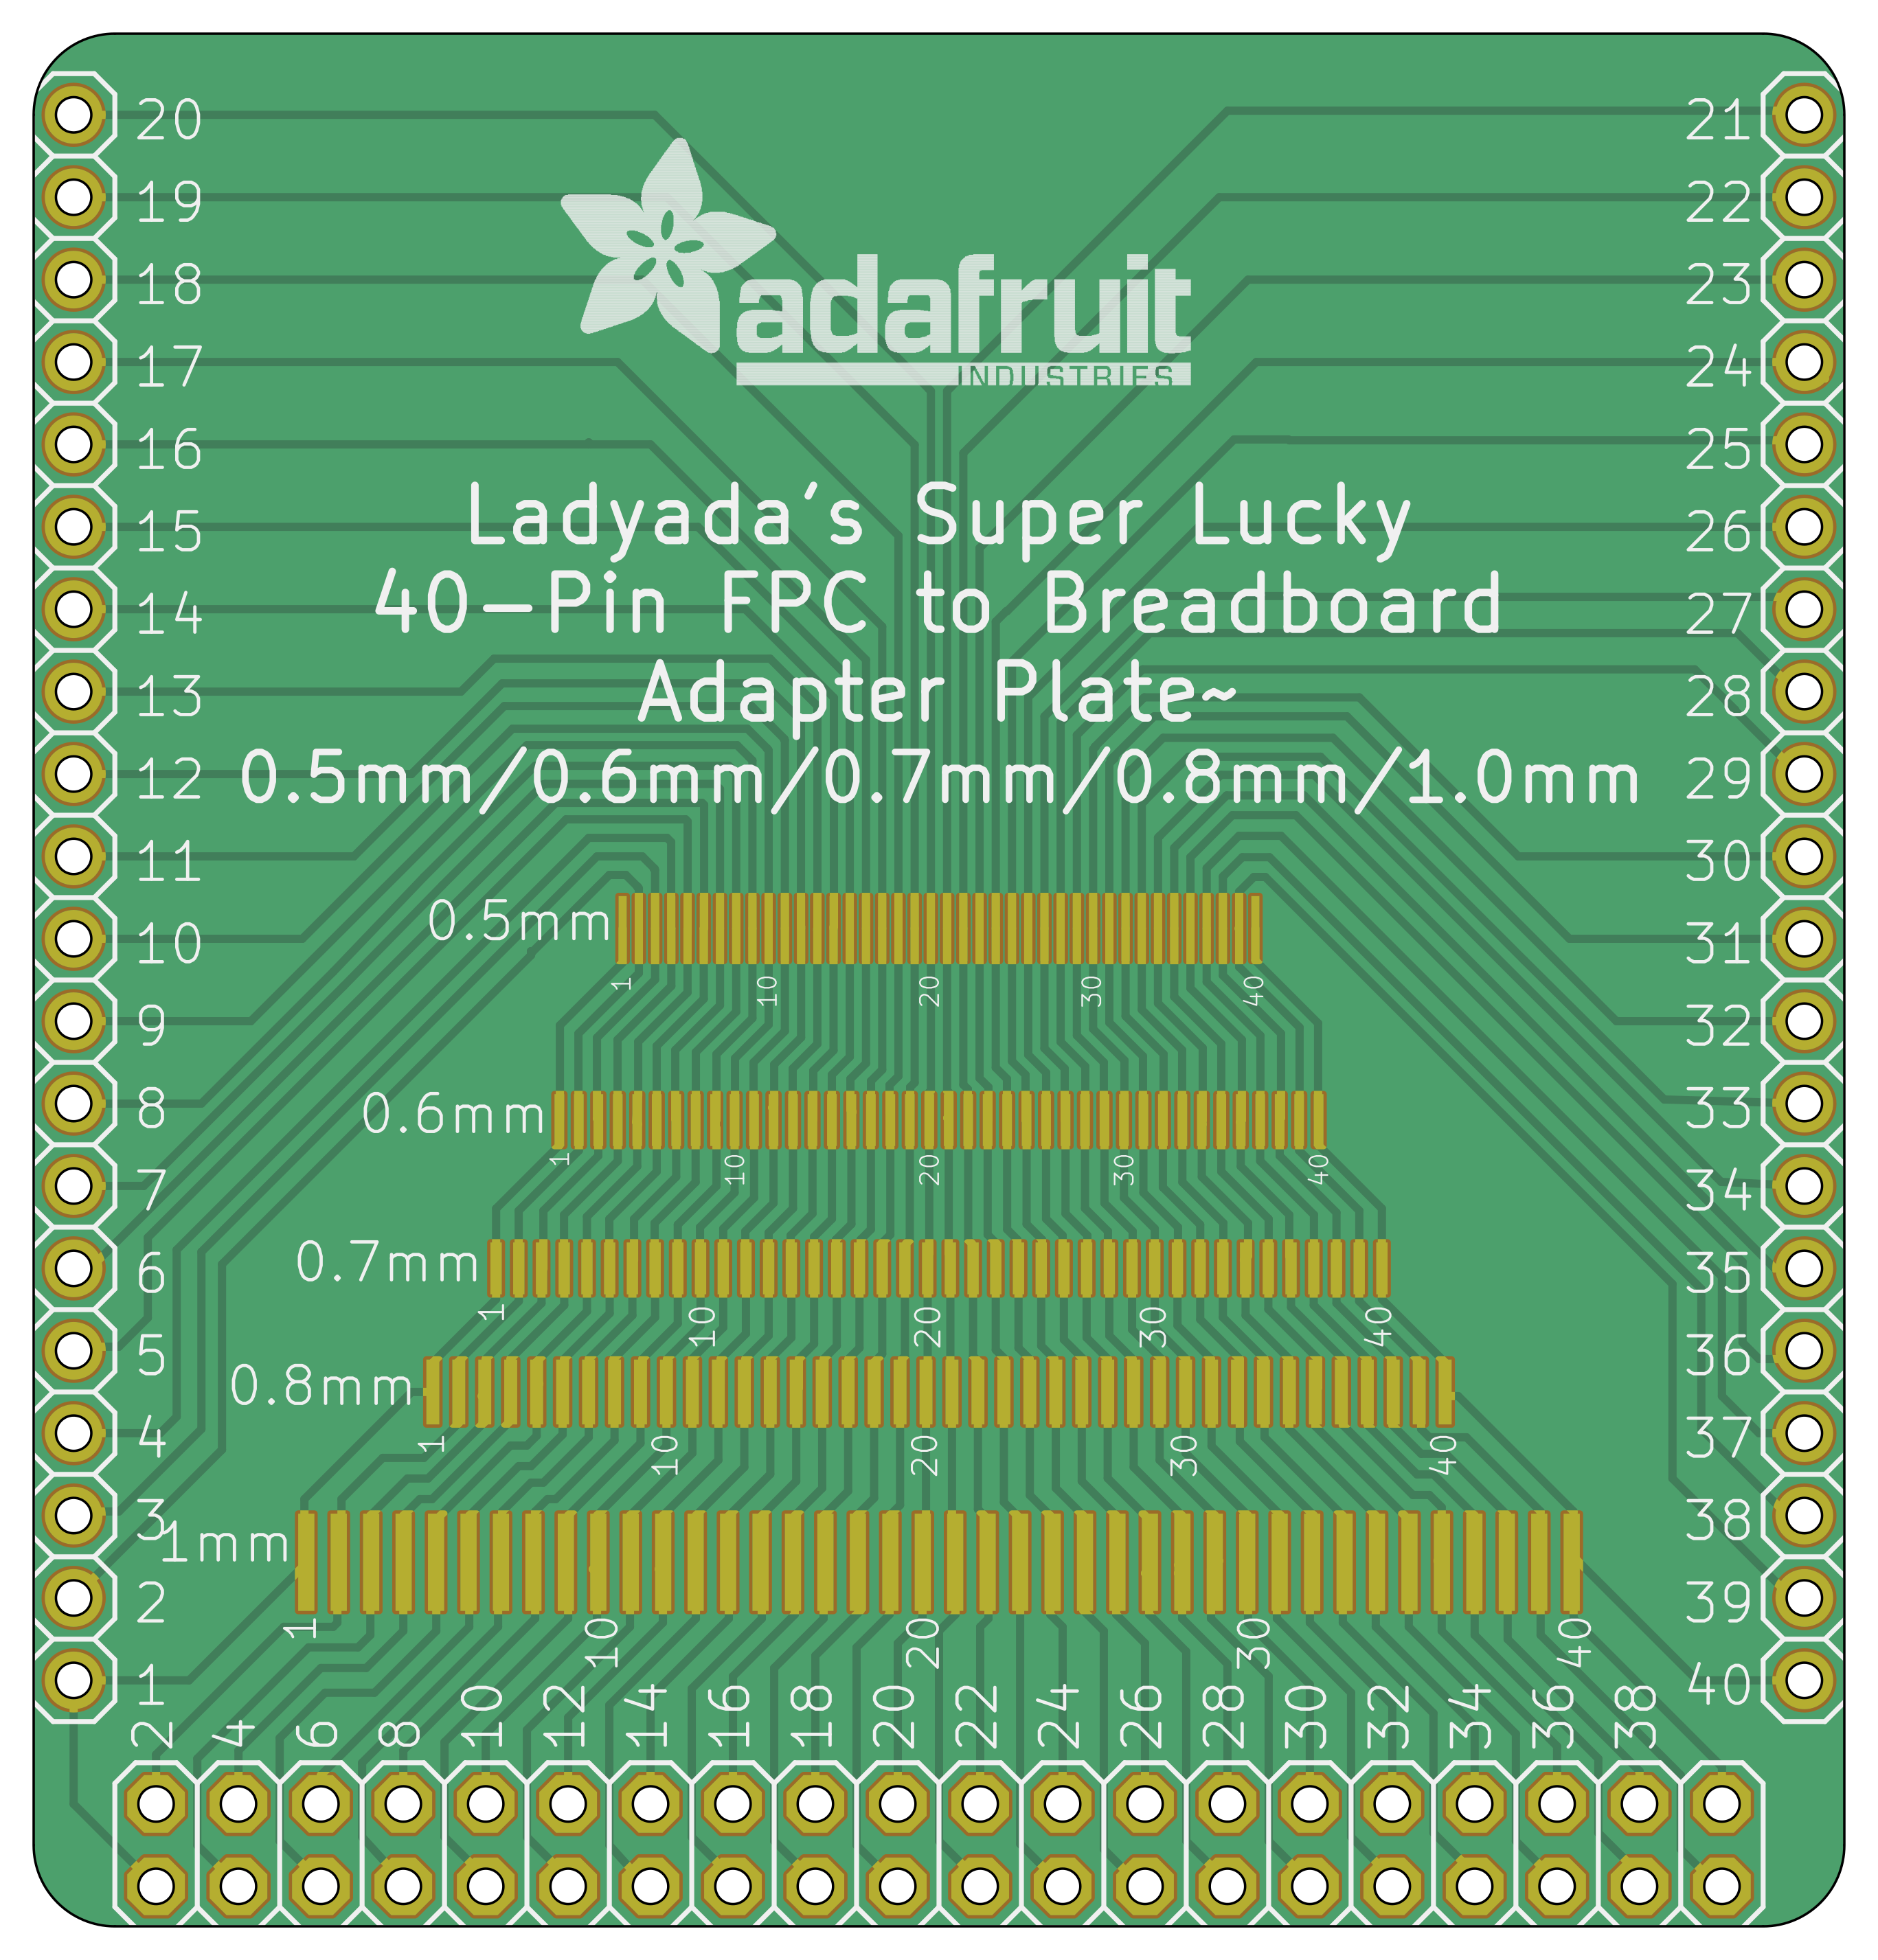 20 21
19 22
18 23
adafruit
INDUSTRIES
17 24
16 25
Ladyada's Super Lucky
15 26
40-Pin FPC to Breadboard
14 27
Adapter Plate~
13 28
0.5mm/0.6mm/0.7mm/0.8mm/1.0mm
12 29
11 30
0.5mm
10 31
1 10 20 30 40
9 32
0.6mm
8 33
1 10 20 30 40
7 34
0.7mm
6 35
1 10 20 30 40
5 36
0.8mm
4 37
1 10 20 30 40
3 38
1mm
2 39
1 10 20 30 40
1 40
2 4 6 8 10 12 14 16 18 20 22 24 26 28 30 32 34 36 38